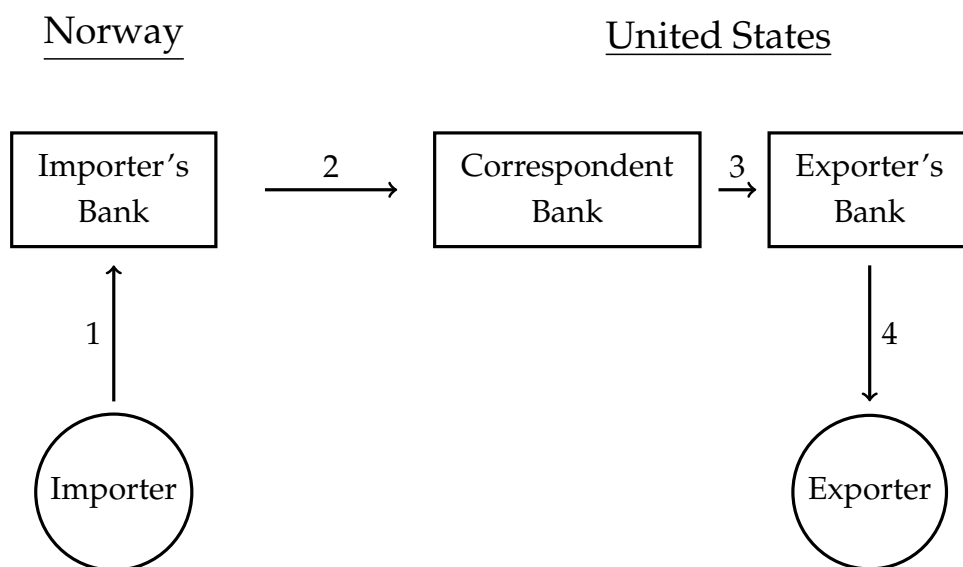 Norway
United States
Importer's
Bank
2
Correspondent
Bank
3
Exporter's
Bank
1
4
Importer
Exporter